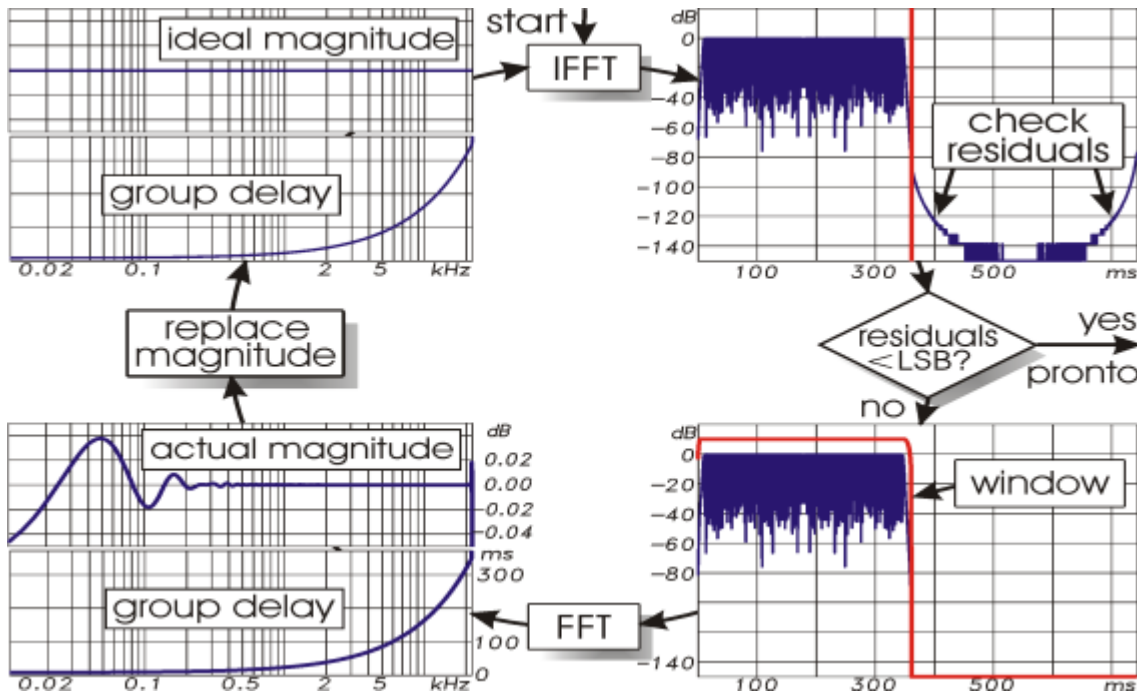 ideal magnitude
group delay
0.02 0.1 2 5 kHz
start
IFFT
dB
0
-40
-60
-80
-100
-120
-140
100 300 500 ms
check
residuals
replace
magnitude
residuals
<LSB?
yes
pronto
no
actual magnitude
dB
0.02
0.00
-0.02
-0.04
group delay
ms
300
100
0
0.02 0.1 0.5 2 5 kHz
FFT
dB
0
-20
-40
-60
-80
-140
100 300 500 ms
window